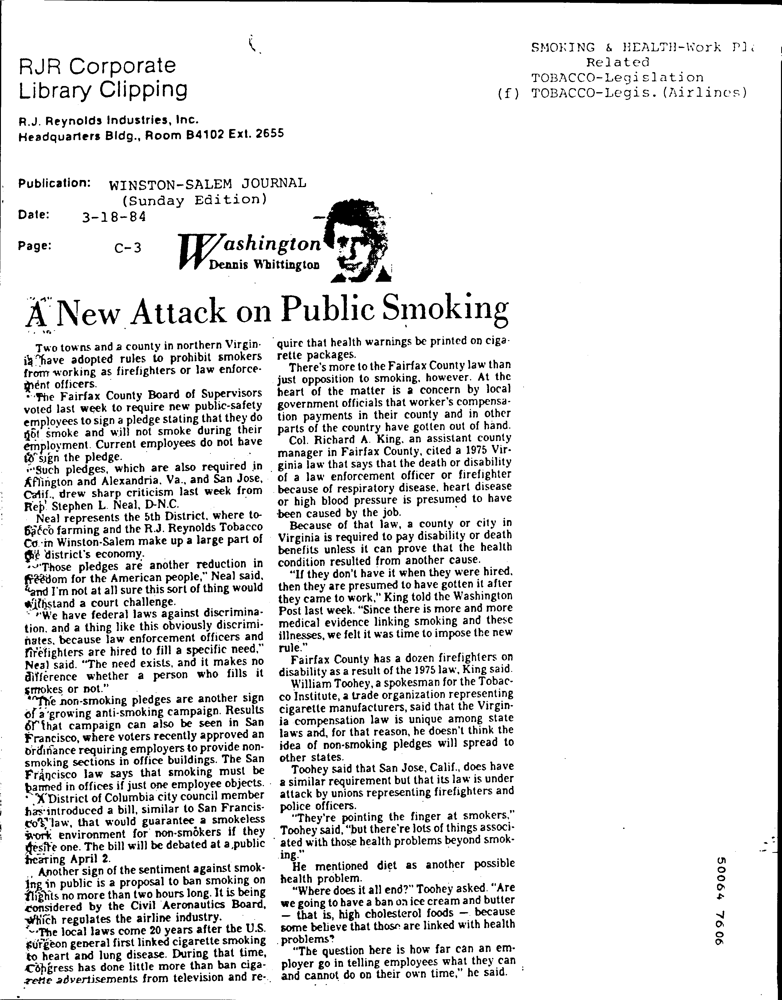 SMOKING & HEALTH-Work Pl
Related
TOBACCO-Legislation
(f) TOBACCO-Legis. (Airlines)
RJR Corporate
Library Clipping
R.J. Reynolds Industries, Inc.
Headquarters Bldg., Room B4102 Ext. 2655
Publication: WINSTON-SALEM JOURNAL
(Sunday Edition)
Date: 3-18-84
Page: C-3
Washington
Dennis Whittington
A New Attack on Public Smoking
Two towns and a county in northern Virgin-
ia have adopted rules to prohibit smokers
from working as firefighters or law enforce-
ment officers.
The Fairfax County Board of Supervisors
voted last week to require new public-safety
employees to sign a pledge stating that they do
not smoke and will not smoke during their
employment. Current employees do not have
to sign the pledge.
Such pledges, which are also required in
Arlington and Alexandria, Va., and San Jose,
Calif., drew sharp criticism last week from
Rep. Stephen L. Neal, D-N.C.
Neal represents the 5th District, where to-
bacco farming and the R.J. Reynolds Tobacco
Co. in Winston-Salem make up a large part of
the district's economy.
"Those pledges are another reduction in
freedom for the American people," Neal said,
"and I'm not at all sure this sort of thing would
withstand a court challenge.
"We have federal laws against discrimina-
tion, and a thing like this obviously discrimi-
nates, because law enforcement officers and
firefighters are hired to fill a specific need,"
Neal said. "The need exists, and it makes no
difference whether a person who fills it
smokes or not."
The non-smoking pledges are another sign
of a growing anti-smoking campaign. Results
of that campaign can also be seen in San
Francisco, where voters recently approved an
ordinance requiring employers to provide non-
smoking sections in office buildings. The San
Francisco law says that smoking must be
banned in offices if just one employee objects.
A District of Columbia city council member
has introduced a bill, similar to San Francis-
co's law, that would guarantee a smokeless
work environment for non-smokers if they
desire one. The bill will be debated at a public
hearing April 2.
Another sign of the sentiment against smok-
ing in public is a proposal to ban smoking on
flights no more than two hours long. It is being
considered by the Civil Aeronautics Board,
which regulates the airline industry.
The local laws come 20 years after the U.S.
surgeon general first linked cigarette smoking
to heart and lung disease. During that time,
Congress has done little more than ban ciga-
rette advertisements from television and re-
quire that health warnings be printed on ciga-
rette packages.
There's more to the Fairfax County law than
just opposition to smoking, however. At the
heart of the matter is a concern by local
government officials that worker's compensa-
tion payments in their county and in other
parts of the country have gotten out of hand.
Col. Richard A. King, an assistant county
manager in Fairfax County, cited a 1975 Vir-
ginia law that says that the death or disability
of a law enforcement officer or firefighter
because of respiratory disease, heart disease
or high blood pressure is presumed to have
been caused by the job.
Because of that law, a county or city in
Virginia is required to pay disability or death
benefits unless it can prove that the health
condition resulted from another cause.
"If they don't have it when they were hired,
then they are presumed to have gotten it after
they came to work," King told the Washington
Post last week. "Since there is more and more
medical evidence linking smoking and these
illnesses, we felt it was time to impose the new
rule."
Fairfax County has a dozen firefighters on
disability as a result of the 1975 law, King said.
William Toohey, a spokesman for the Tobac-
co Institute, a trade organization representing
cigarette manufacturers, said that the Virgin-
ia compensation law is unique among state
laws and, for that reason, he doesn't think the
idea of non-smoking pledges will spread to
other states.
Toohey said that San Jose, Calif., does have
a similar requirement but that its law is under
attack by unions representing firefighters and
police officers.
"They're pointing the finger at smokers,"
Toohey said, "but there're lots of things associ-
ated with those health problems beyond smok-
ing."
He mentioned diet as another possible
health problem.
"Where does it all end?" Toohey asked. "Are
we going to have a ban on ice cream and butter
— that is, high cholesterol foods — because
some believe that those are linked with health
problems?
"The question here is how far can an em-
ployer go in telling employees what they can
and cannot do on their own time," he said.
50064 7606